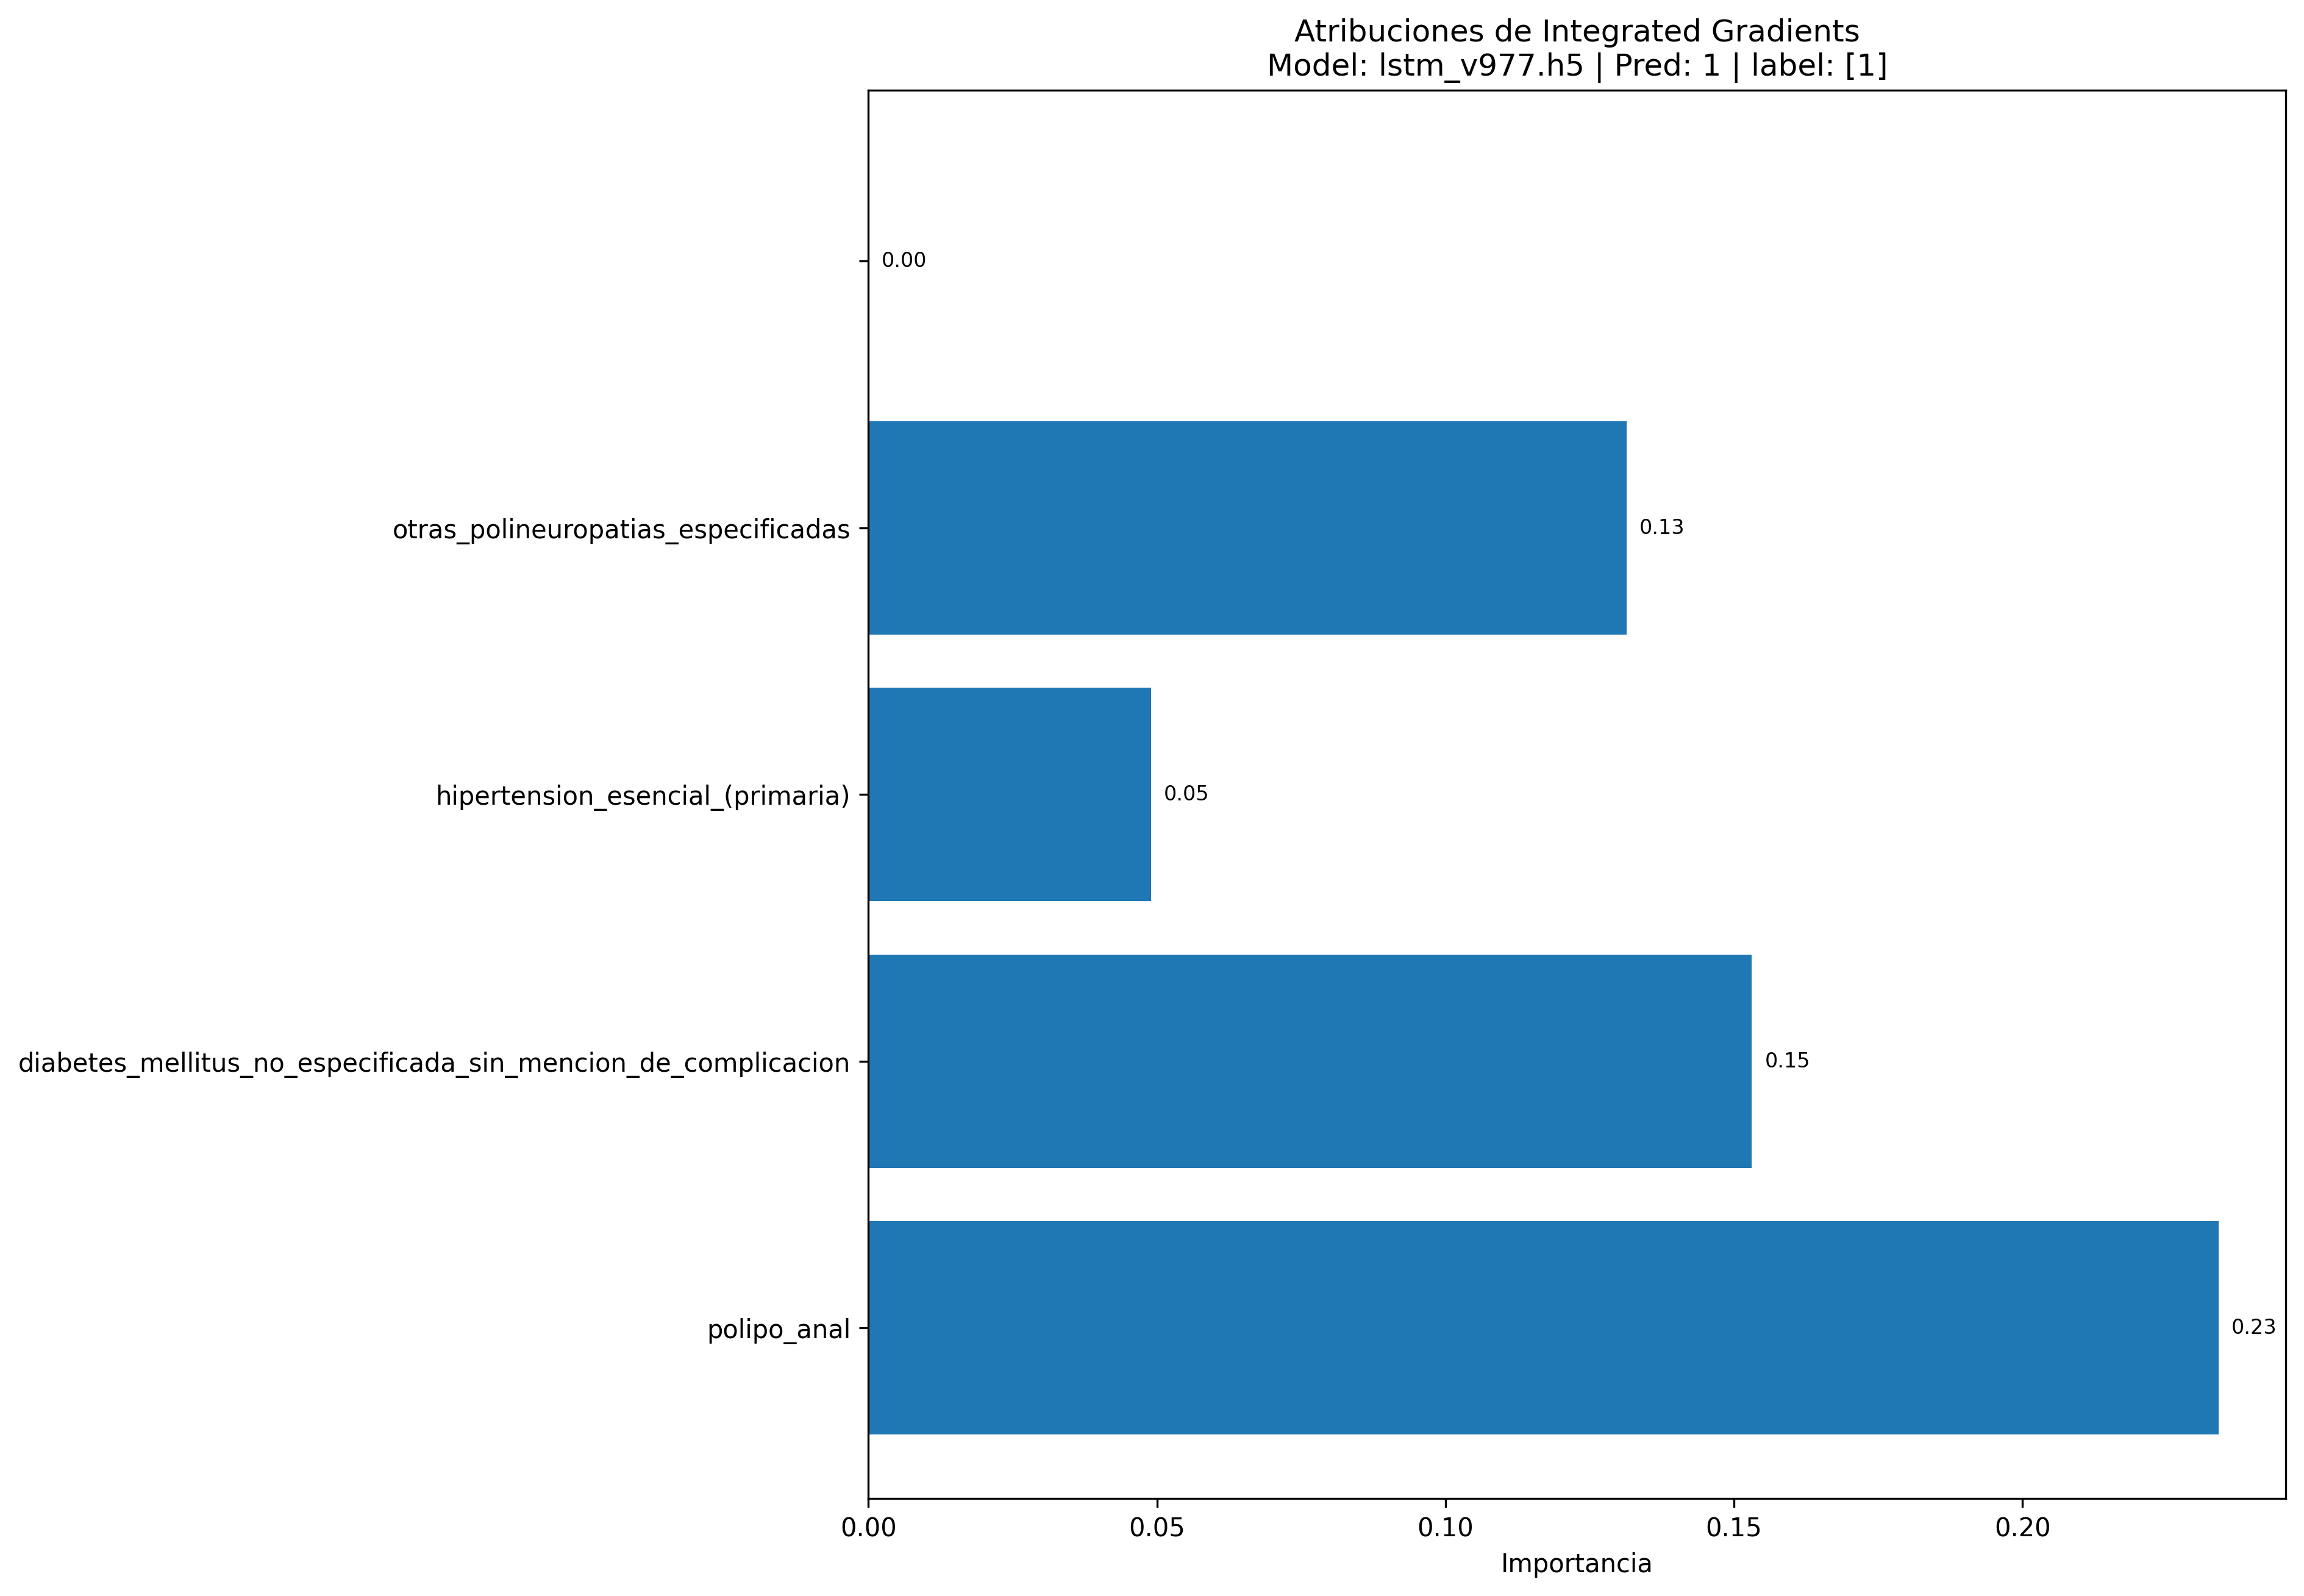 Atribuciones de Integrated Gradients
Model: lstm_v977.h5 | Pred: 1 | label: [1]
0.00
otras_polineuropatias_especificadas
0.13
hipertension_esencial_(primaria)
0.05
diabetes_mellitus_no_especificada_sin_mencion_de_complicacion
0.15
polipo_anal
0.23
0.00 0.05 0.10 0.15 0.20
Importancia